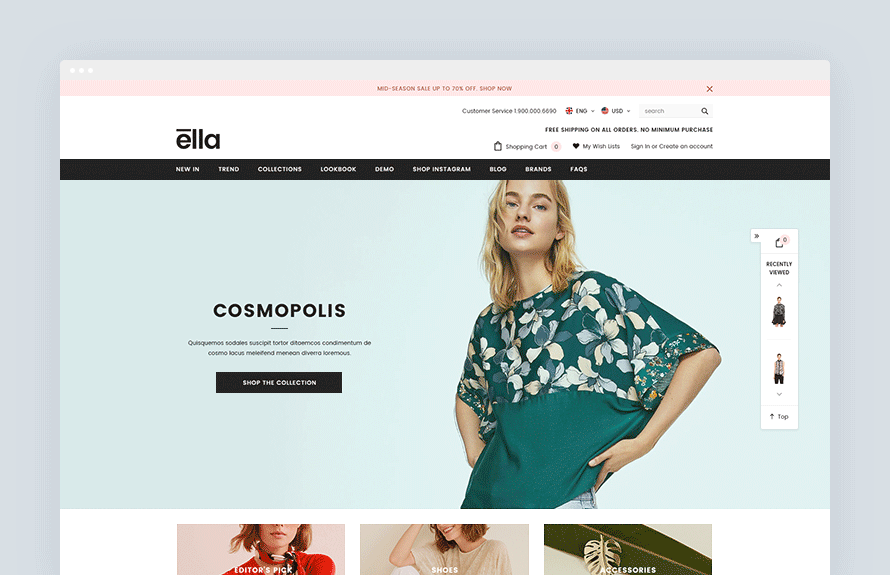 MID-SEASON SALE UP TO 70% OFF. SHOP NOW
Customer Service 1.900.000.6690 ENG USD search
FREE SHIPPING ON ALL ORDERS. NO MINIMUM PURCHASE
ēlla
Shopping Cart 0 My Wish Lists Sign In or Create an account
NEW IN TREND COLLECTIONS LOOKBOOK DEMO SHOP INSTAGRAM BLOG BRANDS FAQS
0
RECENTLY
VIEWED
COSMOPOLIS
Quisquemos sodales suscipit tortor ditaemcos condimentum de
cosmo lacus meleifend menean diverra loremous.
SHOP THE COLLECTION
Top
EDITOR'S PICK SHOES ACCESSORIES